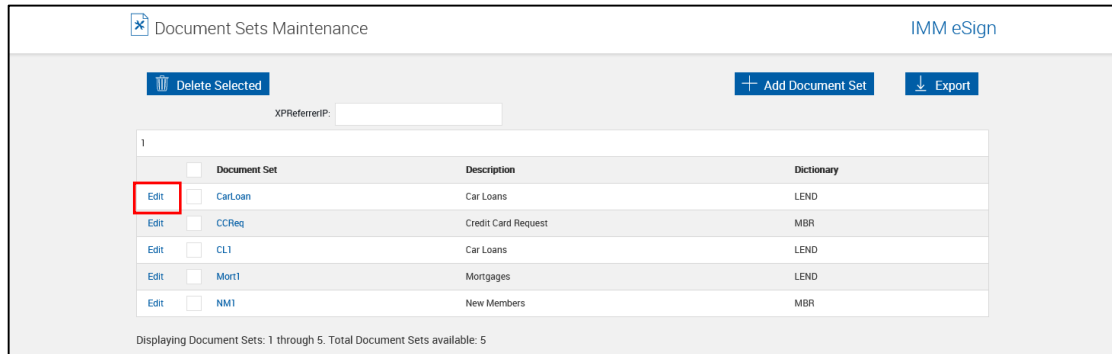 Document Sets Maintenance IMM eSign
Delete Selected + Add Document Set Export
XPReferrerIP:
1
Document Set Description Dictionary
Edit CarLoan Car Loans LEND
Edit CCReq Credit Card Request MBR
Edit CL1 Car Loans LEND
Edit Mort1 Mortgages LEND
Edit NM1 New Members MBR
Displaying Document Sets: 1 through 5. Total Document Sets available: 5